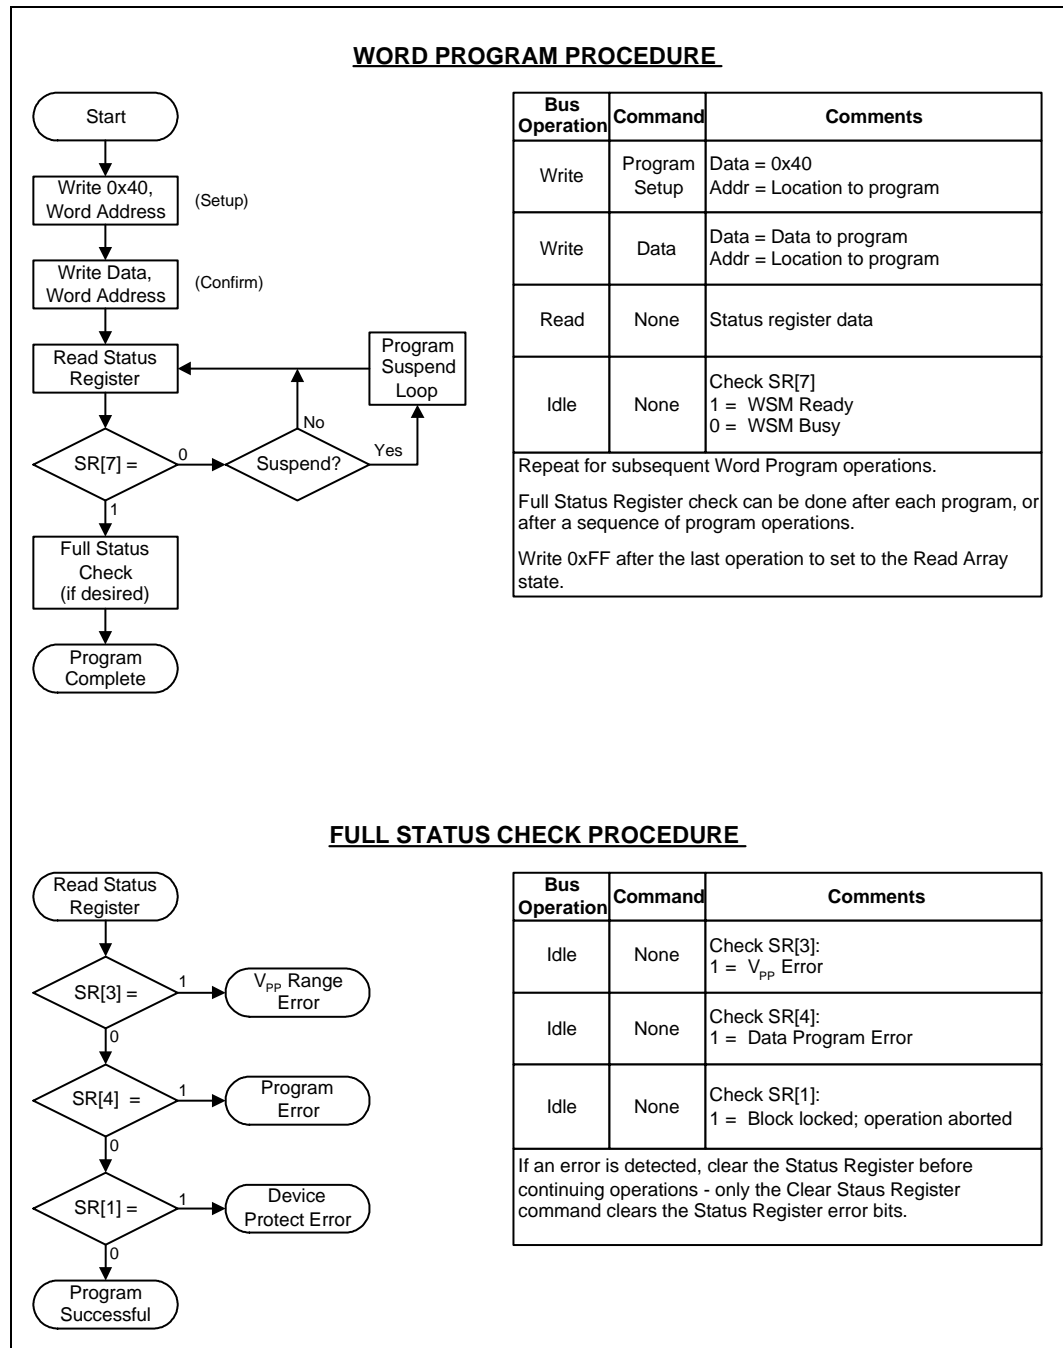 WORD PROGRAM PROCEDURE
Start
Write 0x40,
Word Address
(Setup)
Write Data,
Word Address
(Confirm)
Read Status
Register
Program
Suspend
Loop
No
SR[7] =
0
Suspend?
Yes
1
Full Status
Check
(if desired)
Program
Complete
Bus
Operation
Command
Comments
Write
Program
Setup
Data = 0x40
Addr = Location to program
Write
Data
Data = Data to program
Addr = Location to program
Read
None
Status register data
Idle
None
Check SR[7]
1 = WSM Ready
0 = WSM Busy
Repeat for subsequent Word Program operations.
Full Status Register check can be done after each program, or
after a sequence of program operations.
Write 0xFF after the last operation to set to the Read Array
state.
FULL STATUS CHECK PROCEDURE
Read Status
Register
SR[3] =
1
VPP Range
Error
0
SR[4] =
1
Program
Error
0
SR[1] =
1
Device
Protect Error
0
Program
Successful
Bus
Operation
Command
Comments
Idle
None
Check SR[3]:
1 = VPP Error
Idle
None
Check SR[4]:
1 = Data Program Error
Idle
None
Check SR[1]:
1 = Block locked; operation aborted
If an error is detected, clear the Status Register before
continuing operations - only the Clear Staus Register
command clears the Status Register error bits.